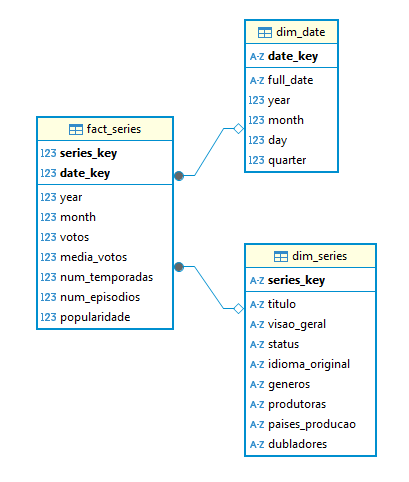 dim_date
A-Z date_key
A-Z full_date
123 year
123 month
123 day
123 quarter
fact_series
123 series_key
123 date_key
123 year
123 month
123 votos
123 media_votos
123 num_temporadas
123 num_episodios
123 popularidade
dim_series
A-Z series_key
A-Z titulo
A-Z visao_geral
A-Z status
A-Z idioma_original
A-Z generos
A-Z produtoras
A-Z paises_producao
A-Z dubladores